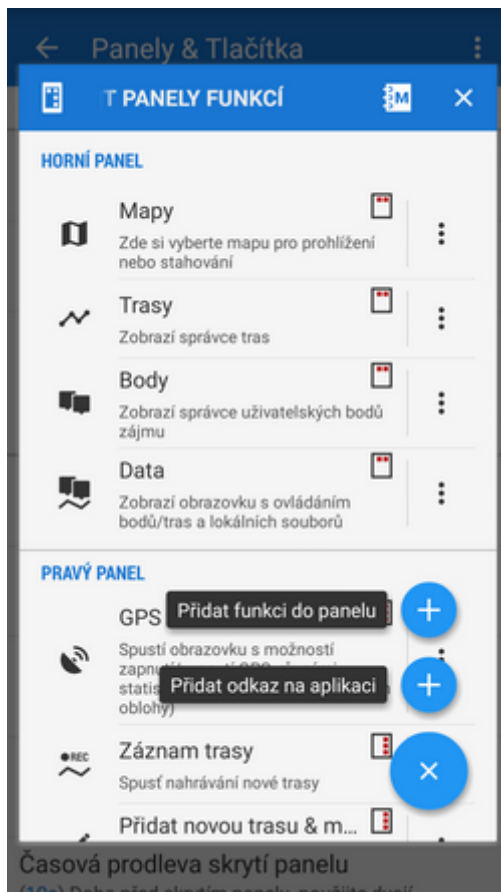 Panely & Tlačítka
T PANELY FUNKCÍ
M
HORNÍ PANEL
Mapy
Zde si vyberte mapu pro prohlížení
nebo stahování
Trasy
Zobrazí správce tras
Body
Zobrazí správce uživatelských bodů
zájmu
Data
Zobrazí obrazovku s ovládáním
bodů/tras a lokálních souborů
PRAVÝ PANEL
GPS
Přidat funkci do panelu
Spustí obrazovku s možností
Přidat odkaz na aplikaci
oblohy)
REC
Záznam trasy
Spusť nahrávání nové trasy
Přidat novou trasu & m...
Časová prodleva skrytí panelu